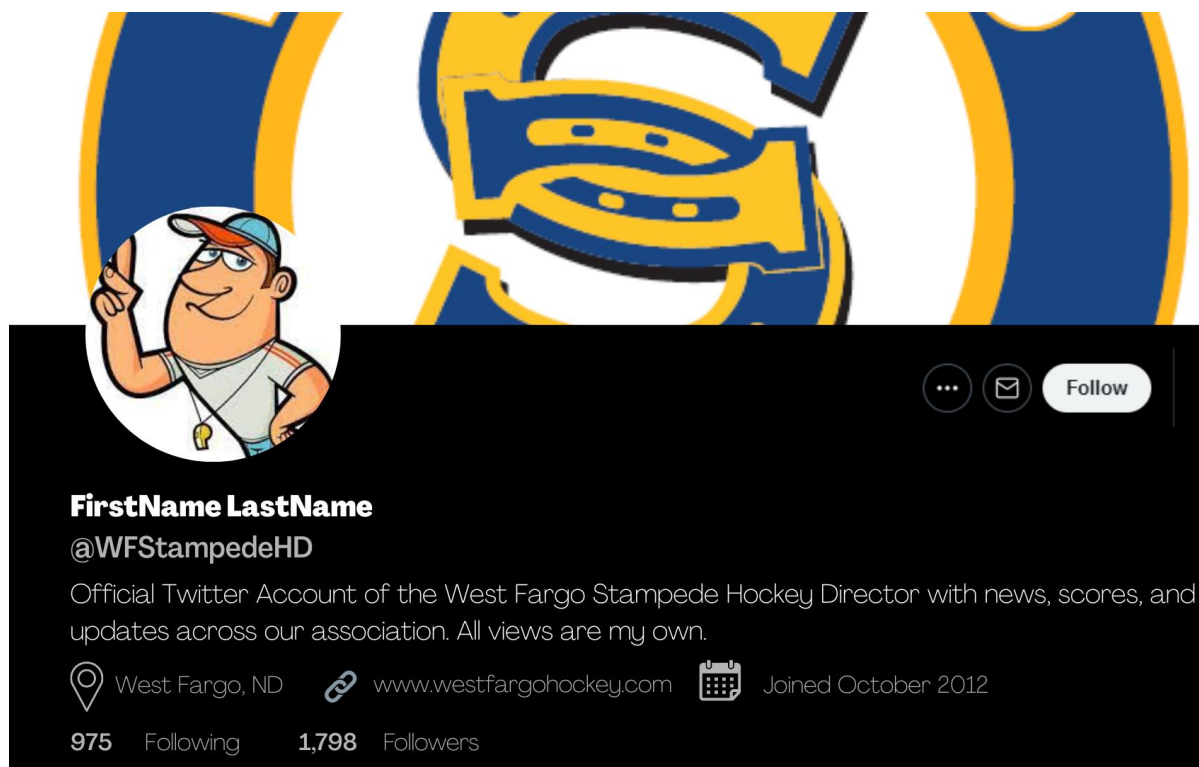 Follow
FirstName LastName
@WFStampedeHD
Official Twitter Account of the West Fargo Stampede Hockey Director with news, scores, and
updates across our association. All views are my own.
West Fargo, ND www.westfargohockey.com Joined October 2012
975 Following 1,798 Followers